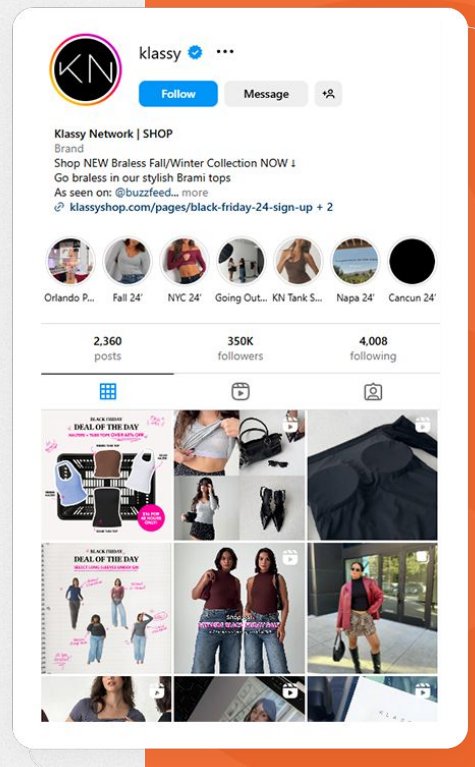 klassy
KN
Follow
Message
Klassy Network | SHOP
Brand
Shop NEW Braless Fall/Winter Collection NOW ↓
Go braless in our stylish Brami tops
As seen on: @buzzfeed... more
klassyshop.com/pages/black-friday-24-sign-up + 2
Orlando P...
Fall 24'
NYC 24'
Going Out...
KN Tank S...
Napa 24'
Cancun 24'
2,360
posts
350K
followers
4,008
following
BLACK FRIDAY
DEAL OF THE DAY
BLACK FRIDAY
DEAL OF THE DAY
Shop our